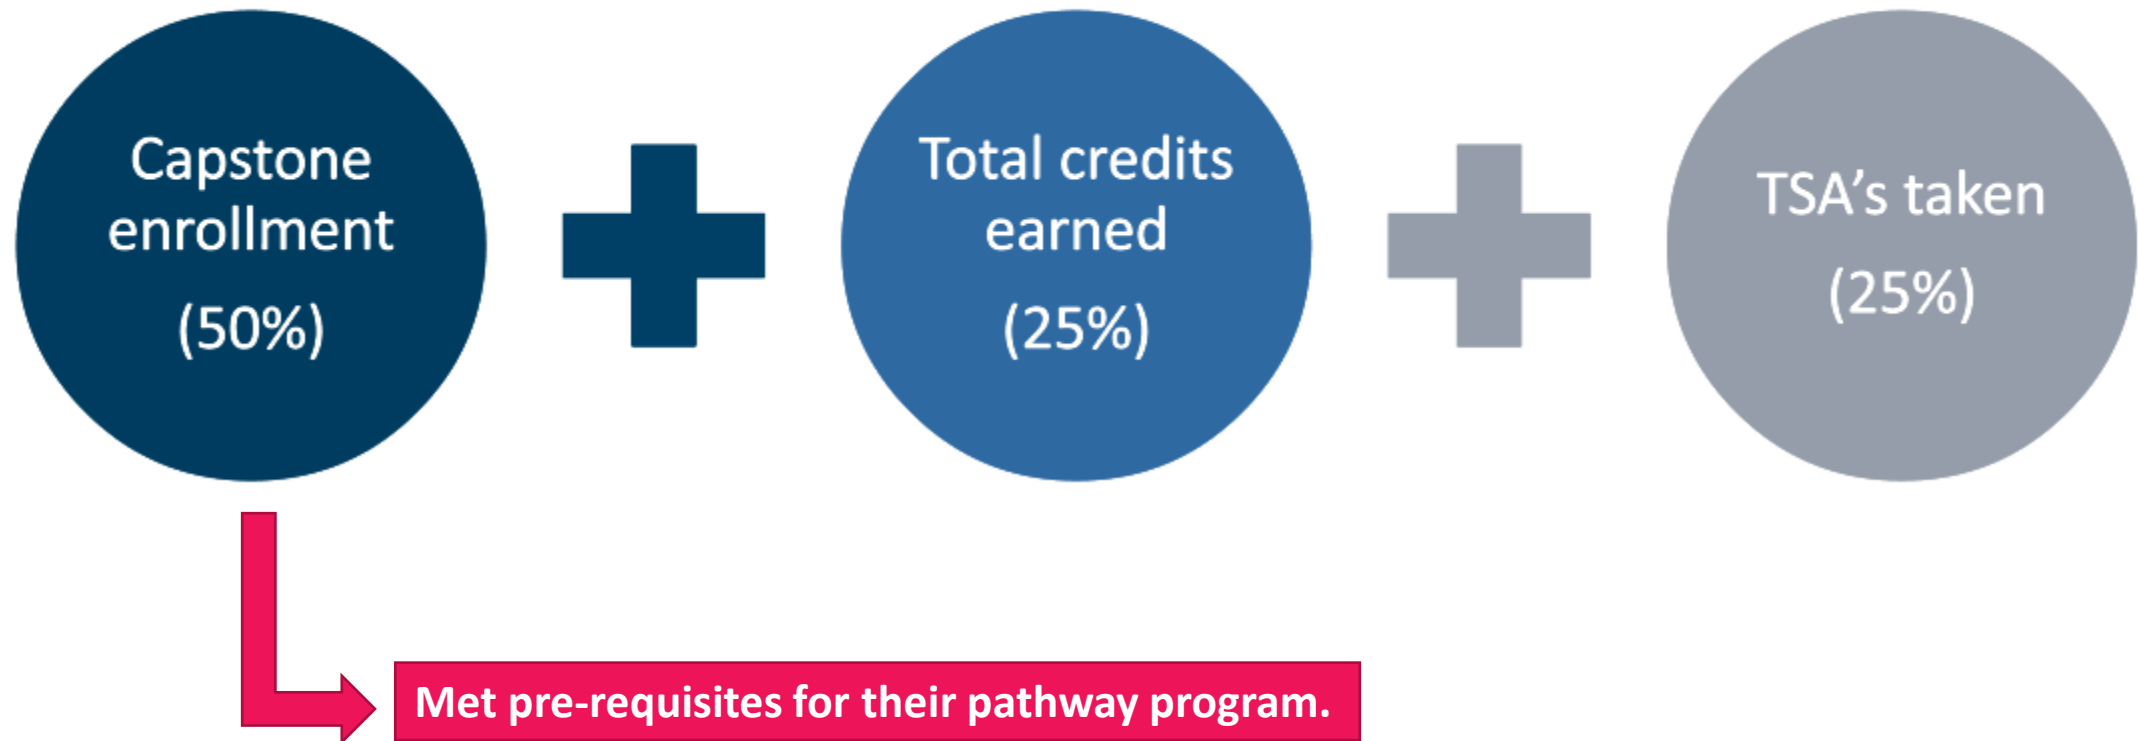 Capstone
enrollment
(50%)
Total credits
earned
(25%)
TSA's taken
(25%)
Met pre-requisites for their pathway program.